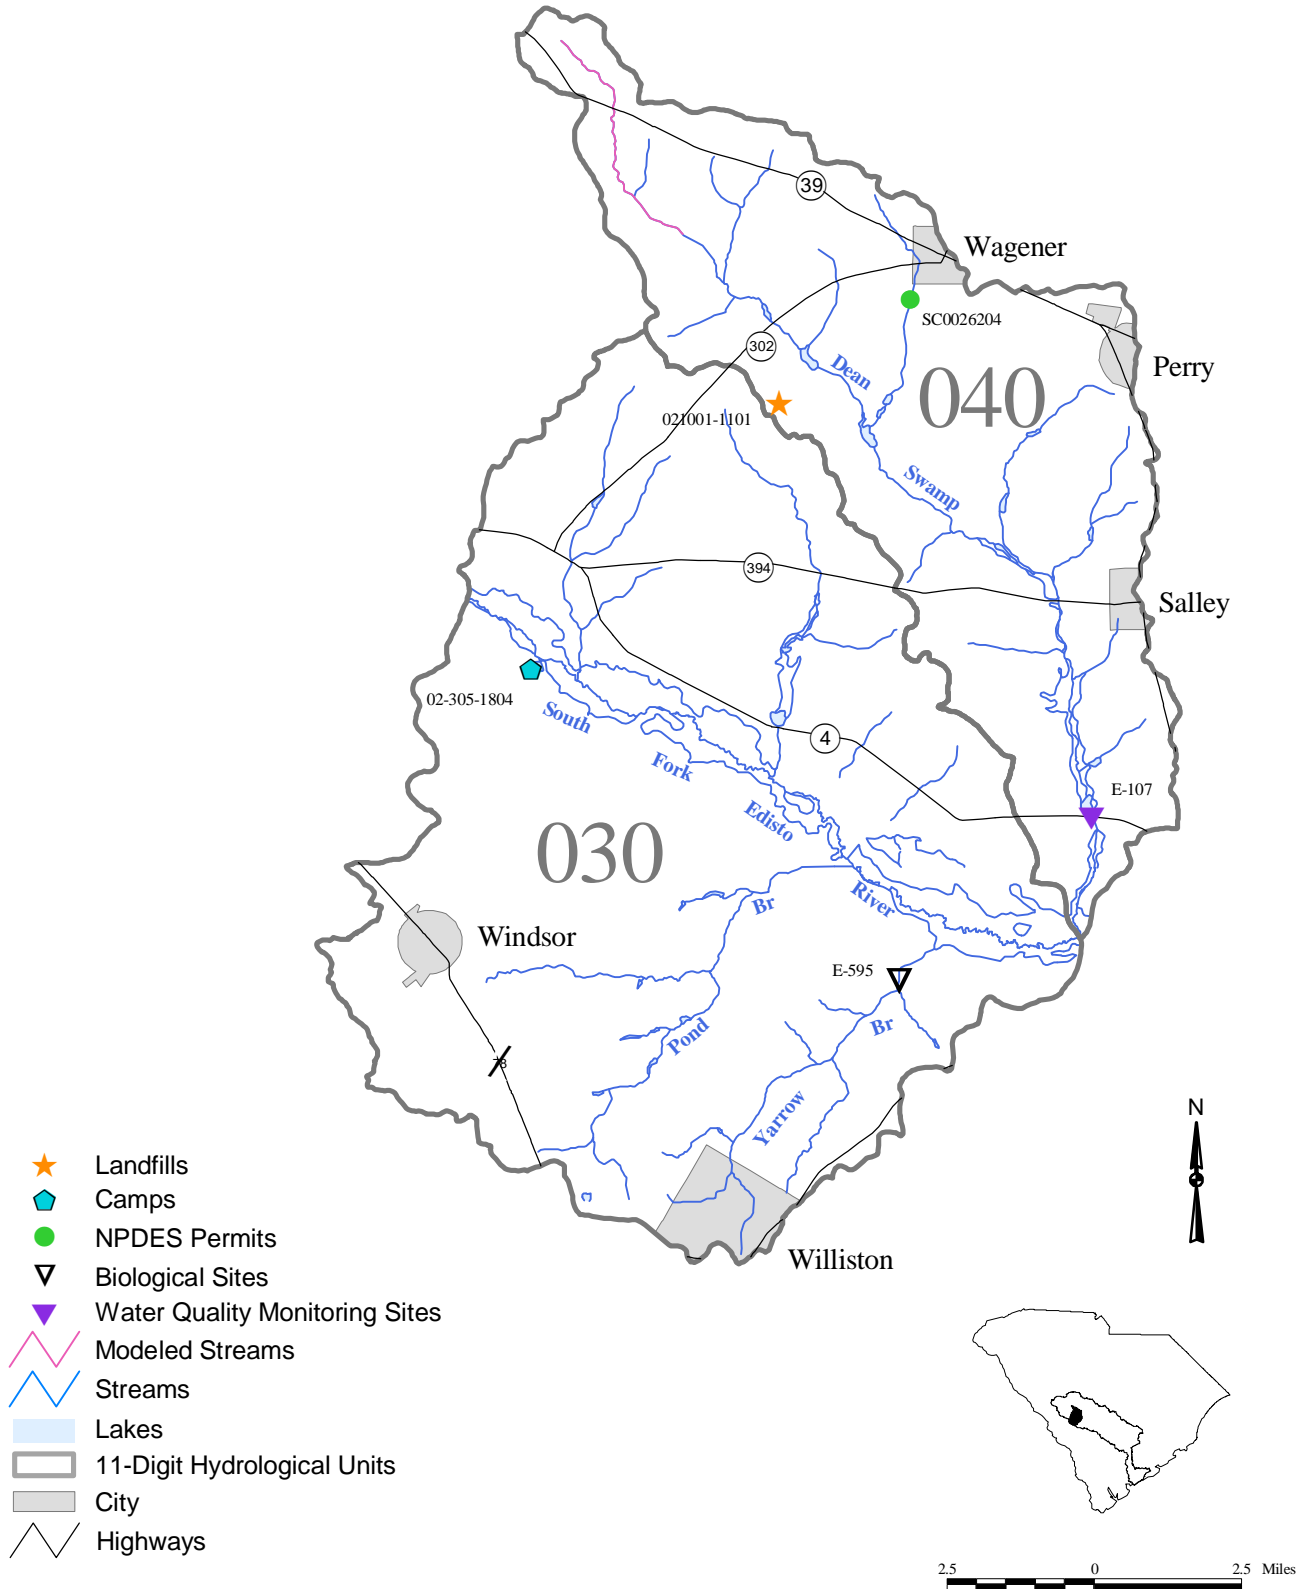 39
Wagener
SC0026204
302
Dean
040
Perry
021001-1101
Swamp
394
Salley
02-305-1804
South
4
Fork
E-107
Edisto
030
Br
River
Windsor
E-595
Br
Pond
78
Yarrow
N
Williston
Landfills
Camps
NPDES Permits
Biological Sites
Water Quality Monitoring Sites
Modeled Streams
Streams
Lakes
11-Digit Hydrological Units
City
Highways
2.5 0 2.5 Miles